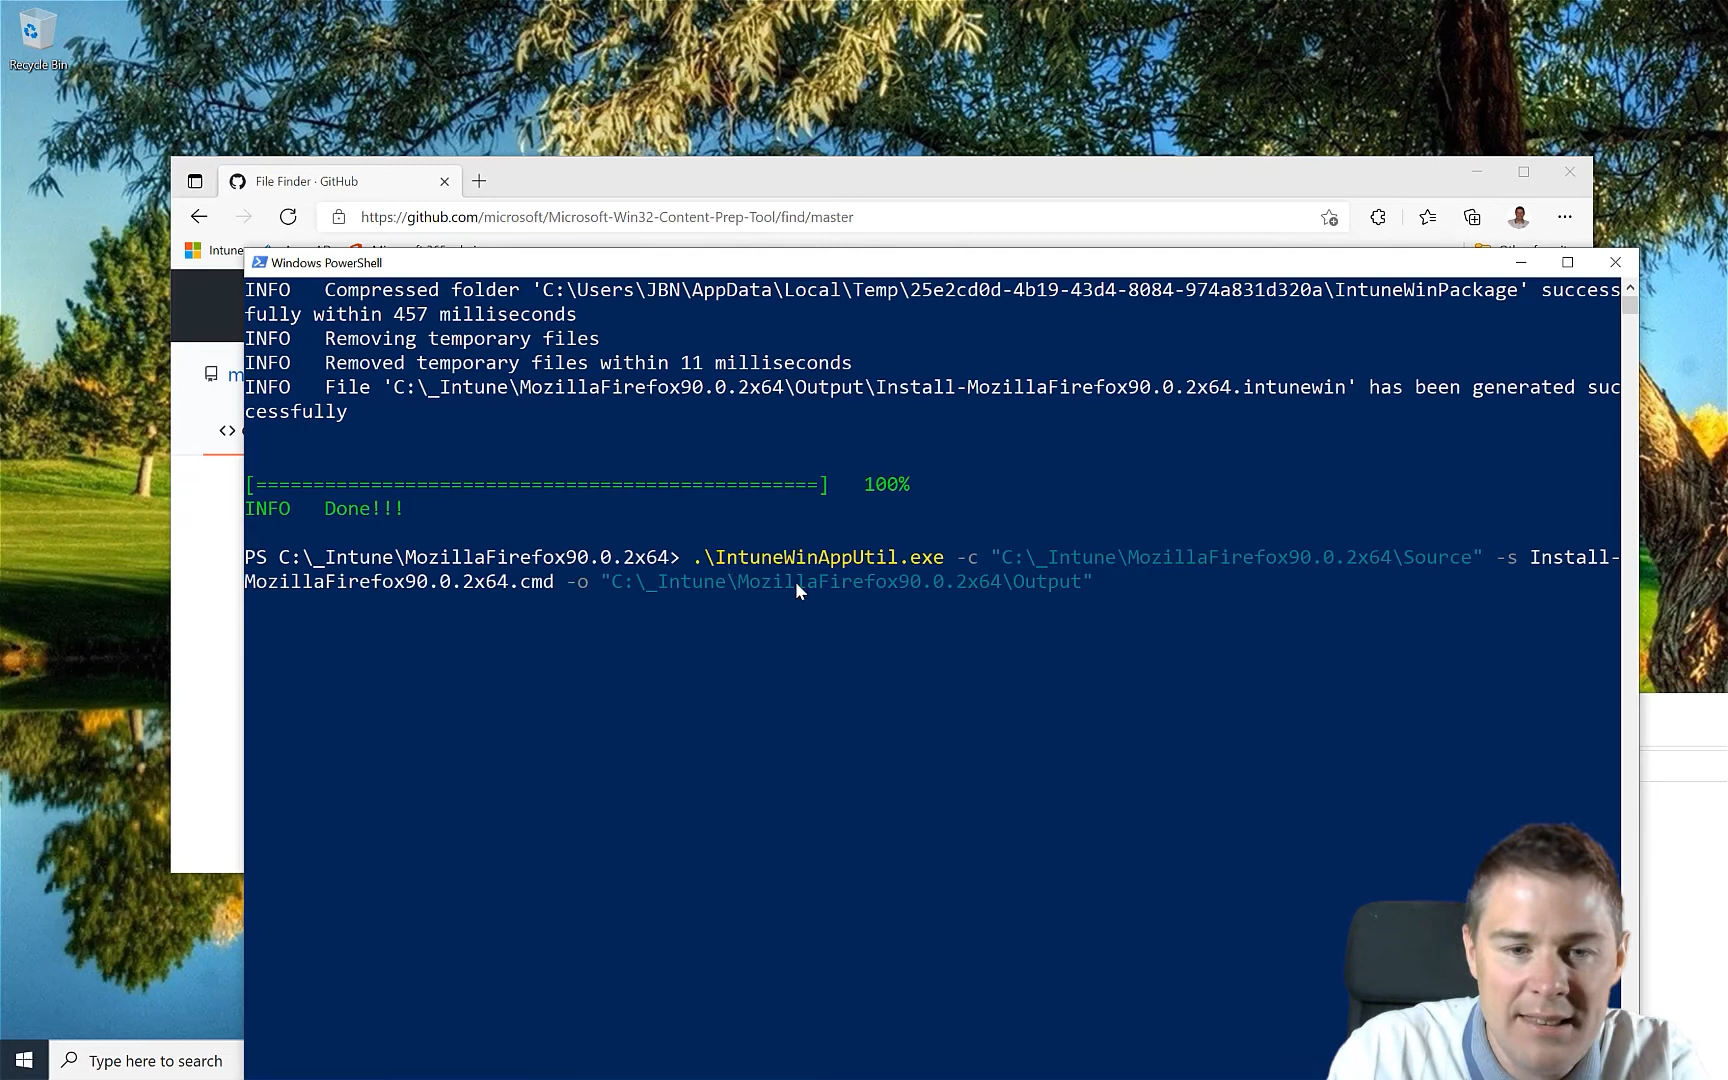 Recycle Bin
File Finder · GitHub
https://github.com/microsoft/Microsoft-Win32-Content-Prep-Tool/find/master
Intune
Windows PowerShell
INFO   Compressed folder 'C:\Users\JBN\AppData\Local\Temp\25e2cd0d-4b19-43d4-8084-974a831d320a\IntuneWinPackage' success
fully within 457 milliseconds
INFO   Removing temporary files
INFO   Removed temporary files within 11 milliseconds
INFO   File 'C:\_Intune\MozillaFirefox90.0.2x64\Output\Install-MozillaFirefox90.0.2x64.intunewin' has been generated suc
cessfully
[=================================================]   100%
INFO   Done!!!
PS C:\_Intune\MozillaFirefox90.0.2x64> .\IntuneWinAppUtil.exe -c "C:\_Intune\MozillaFirefox90.0.2x64\Source" -s Install-
MozillaFirefox90.0.2x64.cmd -o "C:\_Intune\MozillaFirefox90.0.2x64\Output"
m
Type here to search